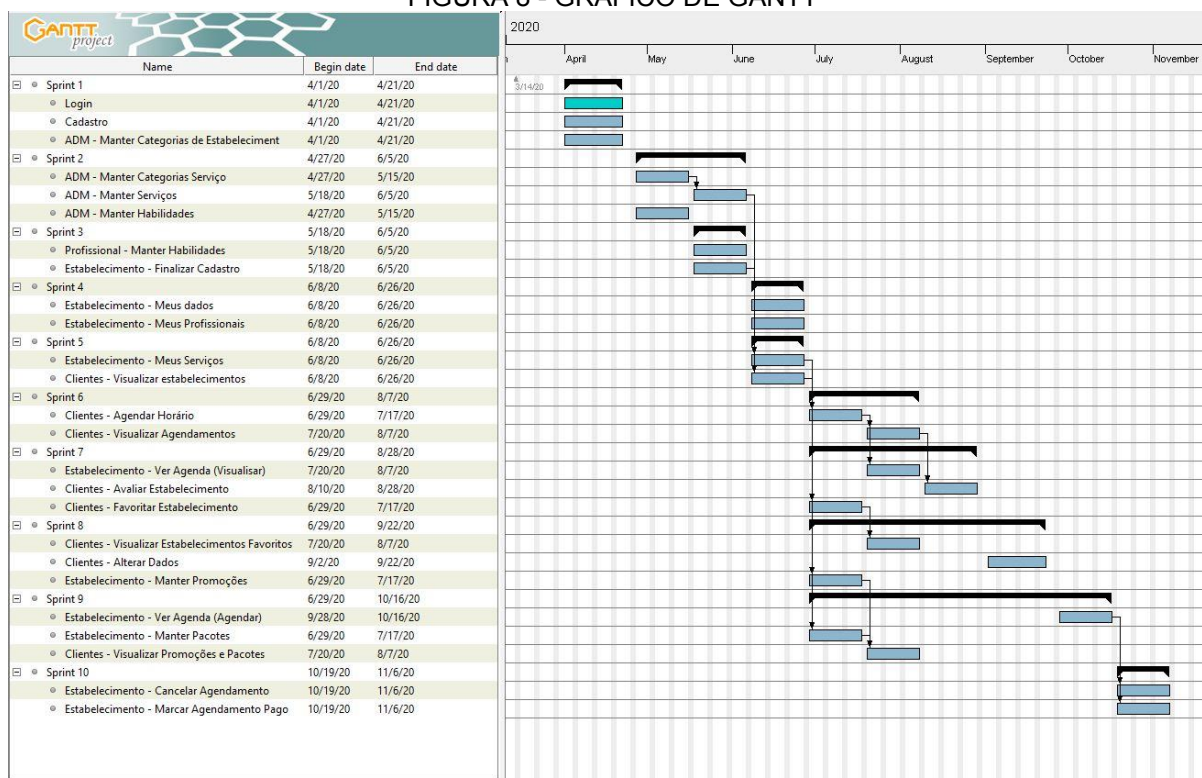 FIGURA 6 - GRÁFICO DE GANTT
GANTT project
2020
April May June July August September October November
Name Begin date End date
3/14/20
Sprint 1 4/1/20 4/21/20
Login 4/1/20 4/21/20
Cadastro 4/1/20 4/21/20
ADM - Manter Categorias de Estabeleciment 4/1/20 4/21/20
Sprint 2 4/27/20 6/5/20
ADM - Manter Categorias Serviço 4/27/20 5/15/20
ADM - Manter Serviços 5/18/20 6/5/20
ADM - Manter Habilidades 4/27/20 5/15/20
Sprint 3 5/18/20 6/5/20
Profissional - Manter Habilidades 5/18/20 6/5/20
Estabelecimento - Finalizar Cadastro 5/18/20 6/5/20
Sprint 4 6/8/20 6/26/20
Estabelecimento - Meus dados 6/8/20 6/26/20
Estabelecimento - Meus Profissionais 6/8/20 6/26/20
Sprint 5 6/8/20 6/26/20
Estabelecimento - Meus Serviços 6/8/20 6/26/20
Clientes - Visualizar estabelecimentos 6/8/20 6/26/20
Sprint 6 6/29/20 8/7/20
Clientes - Agendar Horário 6/29/20 7/17/20
Clientes - Visualizar Agendamentos 7/20/20 8/7/20
Sprint 7 6/29/20 8/28/20
Estabelecimento - Ver Agenda (Visualisar) 7/20/20 8/7/20
Clientes - Avaliar Estabelecimento 8/10/20 8/28/20
Clientes - Favoritar Estabelecimento 6/29/20 7/17/20
Sprint 8 6/29/20 9/22/20
Clientes - Visualizar Estabelecimentos Favoritos 7/20/20 8/7/20
Clientes - Alterar Dados 9/2/20 9/22/20
Estabelecimento - Manter Promoções 6/29/20 7/17/20
Sprint 9 6/29/20 10/16/20
Estabelecimento - Ver Agenda (Agendar) 9/28/20 10/16/20
Estabelecimento - Manter Pacotes 6/29/20 7/17/20
Clientes - Visualizar Promoções e Pacotes 7/20/20 8/7/20
Sprint 10 10/19/20 11/6/20
Estabelecimento - Cancelar Agendamento 10/19/20 11/6/20
Estabelecimento - Marcar Agendamento Pago 10/19/20 11/6/20